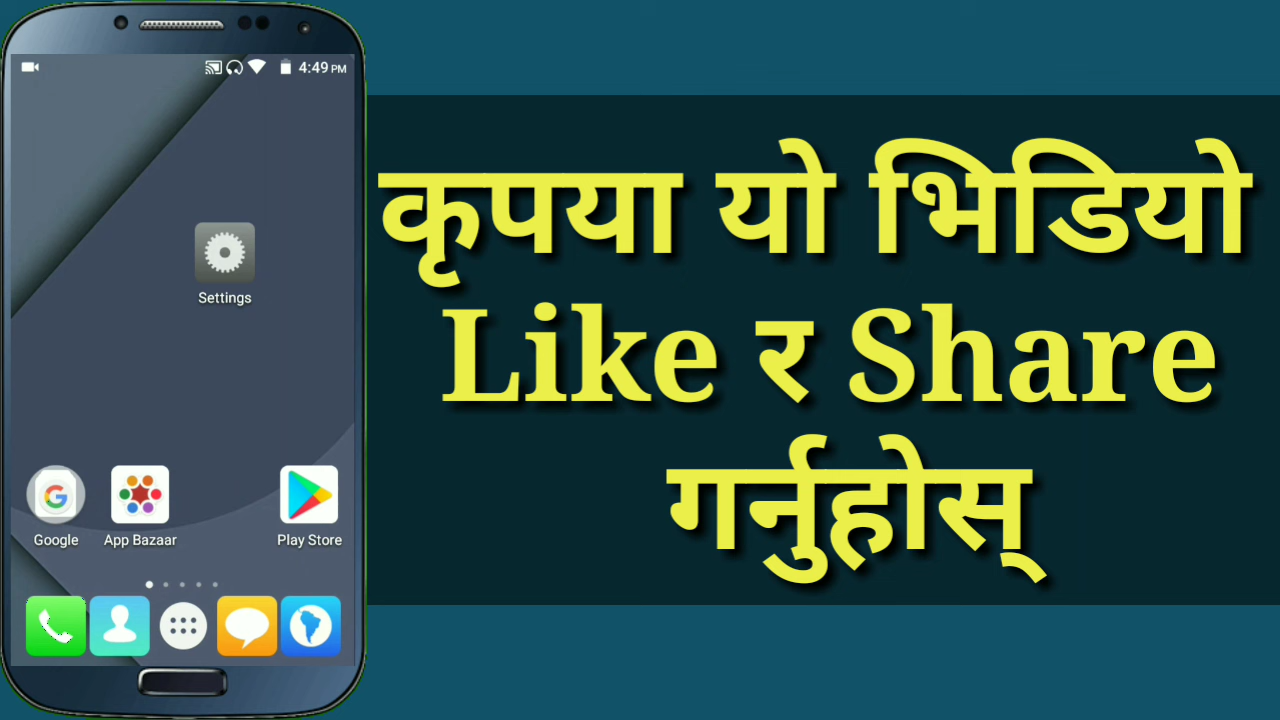 4:49 PM
Settings
Google
App Bazaar
Play Store
कृपया यो भिडियो
Like र Share
गर्नुहोस्